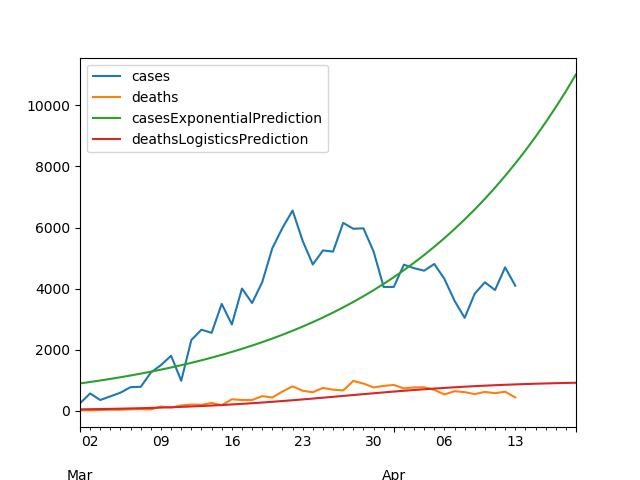 cases
deaths
casesExponentialPrediction
deathsLogisticsPrediction
10000
8000
6000
4000
2000
0
02 09 16 23 30 06 13
Mar Apr